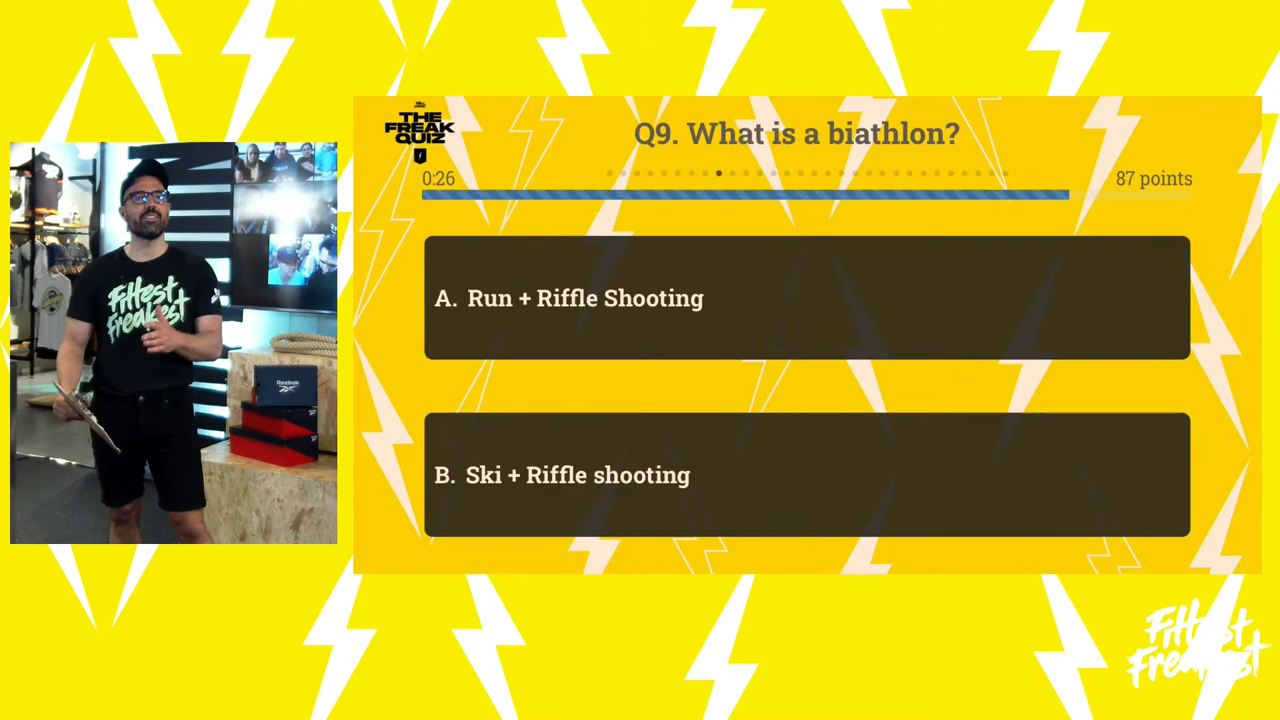 THE
FREAK
QUIZ
Q9. What is a biathlon?
0:26
87 points
A. Run + Riffle Shooting
B. Ski + Riffle shooting
Fittest
Freakest
Reebok
Fittest
Freakest